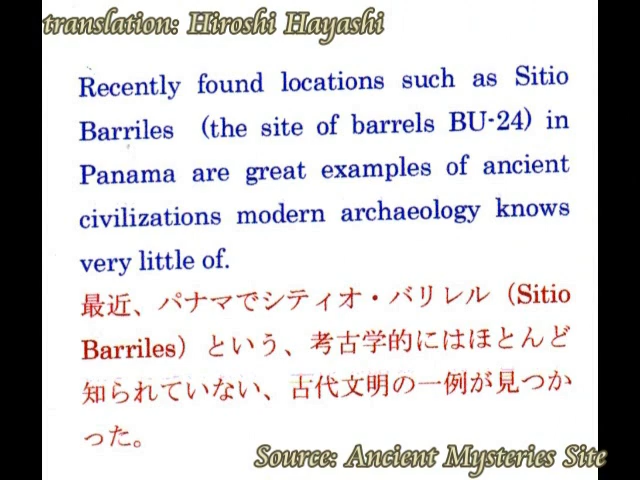 translation: Hiroshi Hayashi
Recently found locations such as Sitio
Barriles (the site of barrels BU-24) in
Panama are great examples of ancient
civilizations modern archaeology knows
very little of.
最近、パナマでシティオ・バリレル（Sitio
Barriles）という、考古学的にはほとんど
知られていない、古代文明の一例が見つか
った。
Source: Ancient Mysteries Site